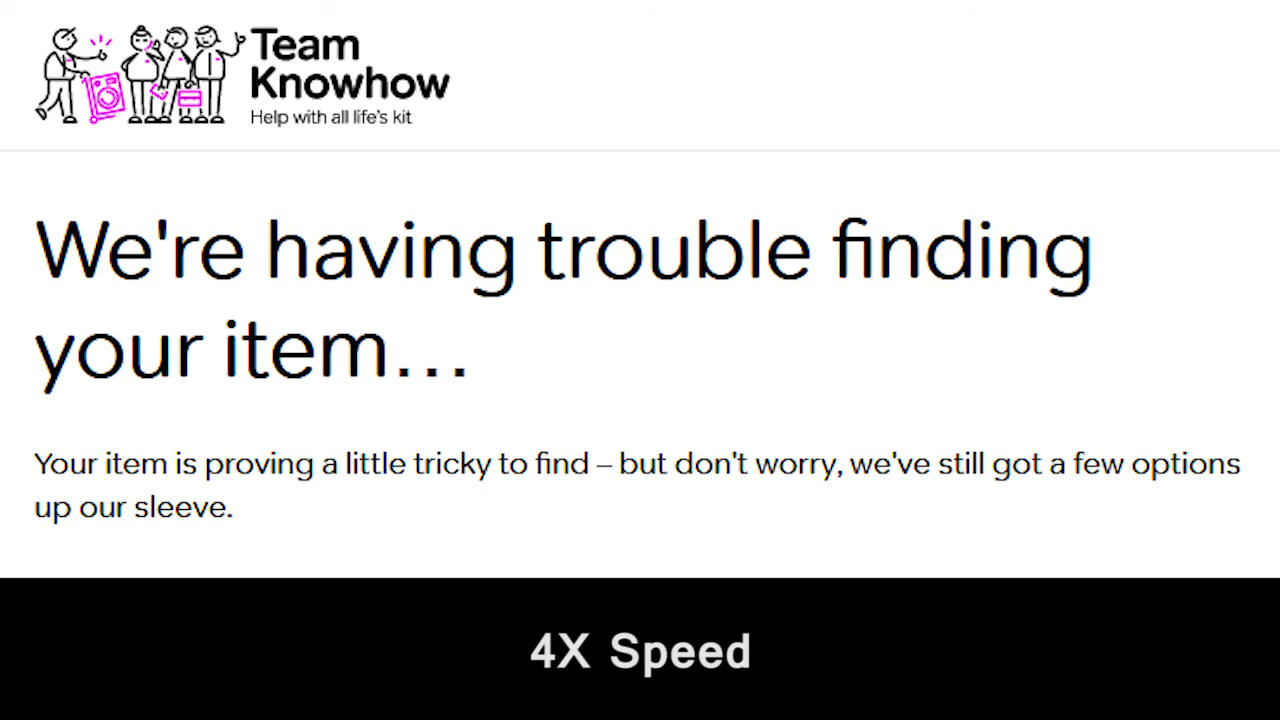 Team
Knowhow
Help with all life's kit
We're having trouble finding
your item...
Your item is proving a little tricky to find – but don't worry, we've still got a few options
up our sleeve.
4X Speed